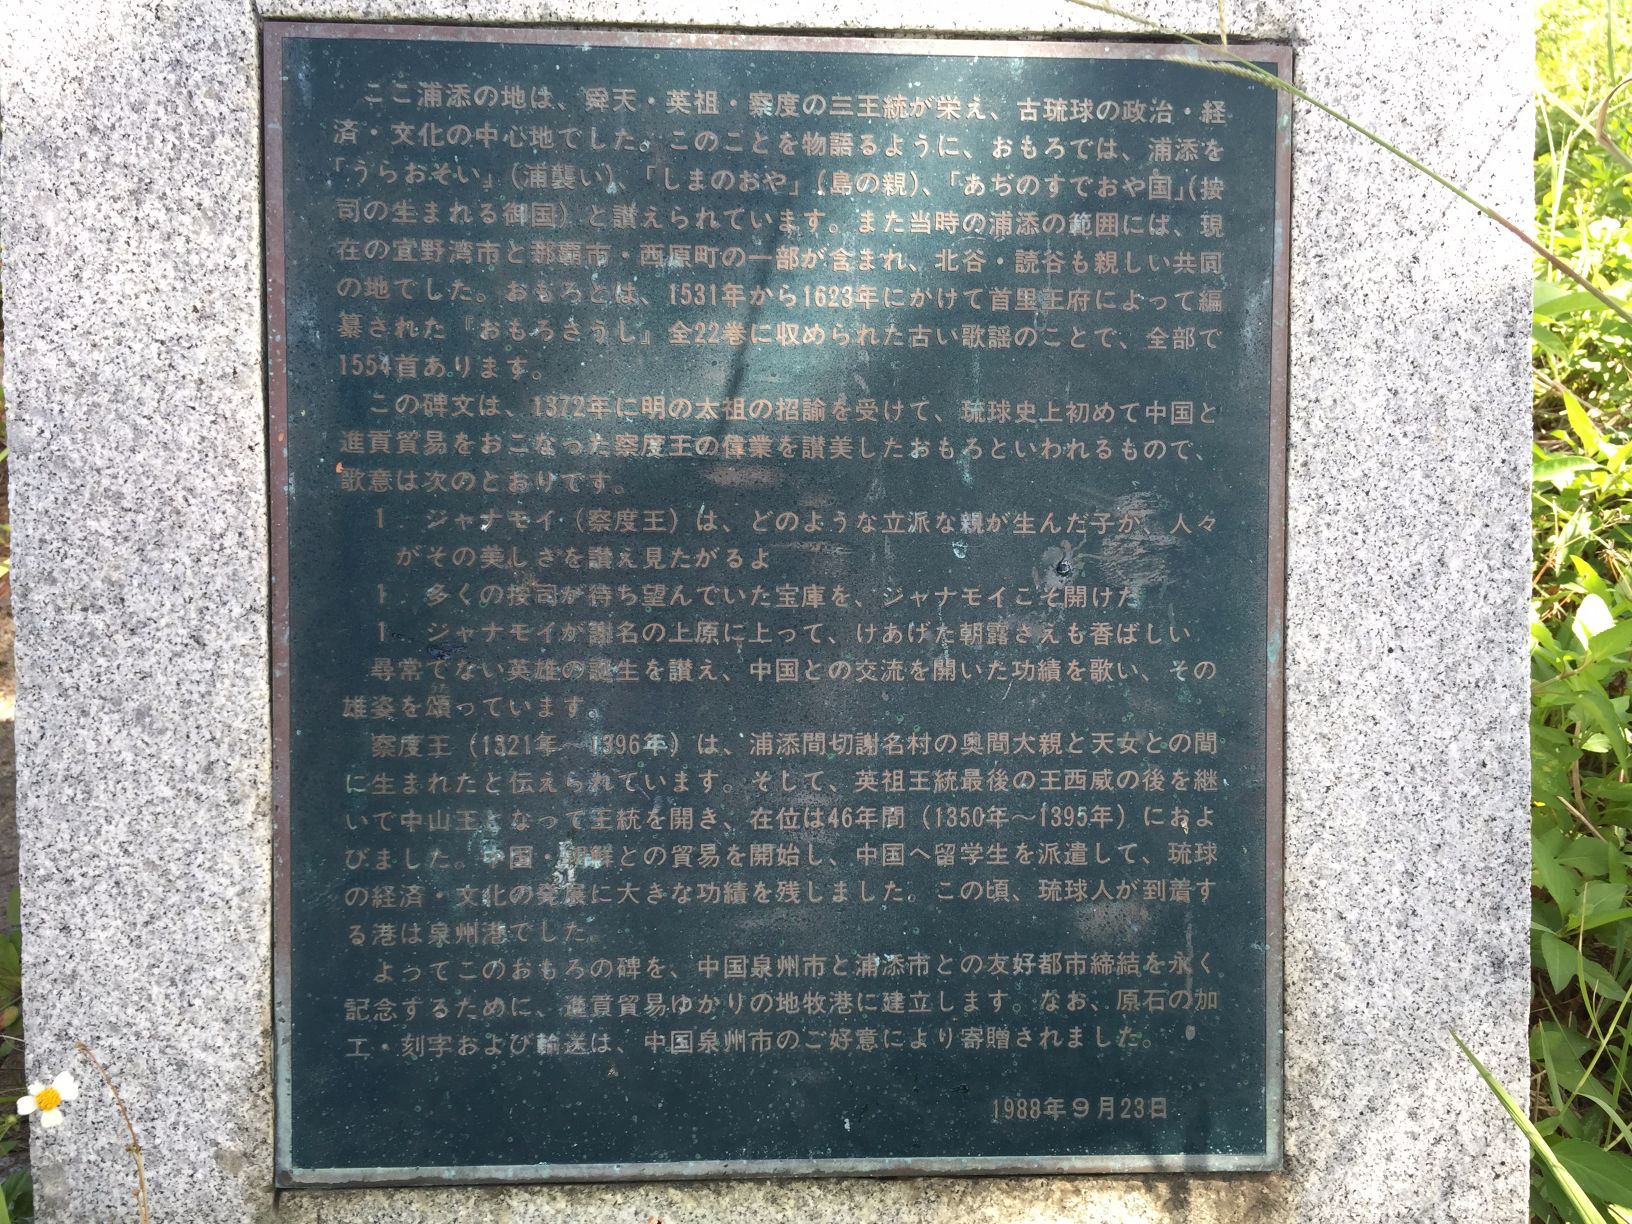 ここ浦添の地は、舜天・英祖・察度の三王統が栄え、古琉球の政治・経
済・文化の中心地でした。このことを物語るように、おもろでは、浦添を
「うらおそい」(浦襲い)、「しまのおや」(島の親)、「あぢのすでおや国」(按
司の生まれる御国)と讃えられています。また当時の浦添の範囲には、現
在の宜野湾市と那覇市・西原町の一部が含まれ、北谷・読谷も親しい共同
の地でした。おもろとは、1531年から1623年にかけて首里王府によって編
纂された『おもろさうし』全22巻に収められた古い歌謡のことで、全部で
1554首あります。
この碑文は、1372年に明の太祖の招諭を受けて、琉球史上初めて中国と
進貢貿易をおこなった察度王の偉業を讃美したおもろといわれるもので、
歌意は次のとおりです。
1 ジャナモイ(察度王)は、どのような立派な親が生んだ子か、人々
がその美しさを讃え見たがるよ
1 多くの按司が待ち望んでいた宝庫を、ジャナモイこそ開けた
1 ジャナモイが謝名の上原に上って、けあげた朝露さえも香ばしい
尋常でない英雄の誕生を讃え、中国との交流を開いた功績を歌い、その
雄姿を頌っています。
察度王(1321年~1396年)は、浦添間切謝名村の奥間大親と天女との間
に生まれたと伝えられています。そして、英祖王統最後の王西威の後を継
いで中山王となって王統を開き、在位は46年間(1350年~1395年)におよ
びました。中国・朝鮮との貿易を開始し、中国へ留学生を派遣して、琉球
の経済・文化の発展に大きな功績を残しました。この頃、琉球人が到着す
る港は泉州港でした。
よってこのおもろの碑を、中国泉州市と浦添市との友好都市締結を永く
記念するために、進貢貿易ゆかりの地牧港に建立します。なお、原石の加
工・刻字および輸送は、中国泉州市のご好意により寄贈されました。
1988年9月23日